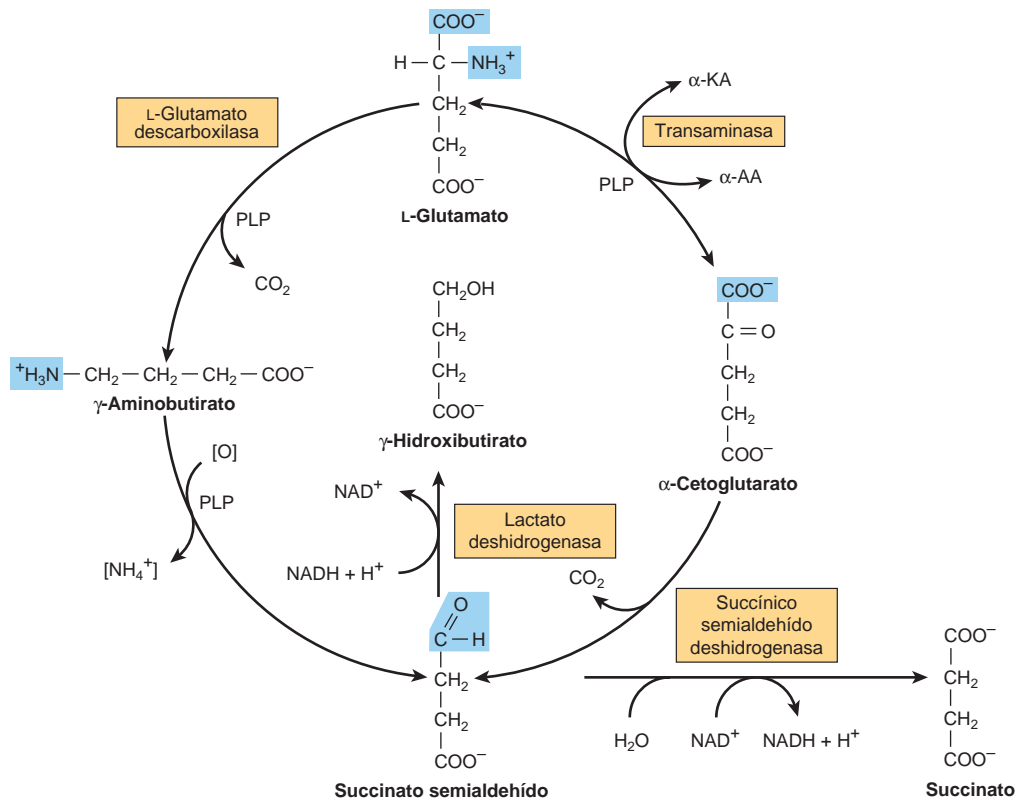 COO⁻
H — C — NH₃⁺
CH₂
CH₂
COO⁻
L-Glutamato
L-Glutamato
descarboxilasa
PLP
CO₂
α-KA
Transaminasa
PLP
α-AA
CH₂OH
CH₂
CH₂
COO⁻
γ-Hidroxibutirato
COO⁻
C = O
CH₂
CH₂
COO⁻
α-Cetoglutarato
⁺H₃N — CH₂ — CH₂ — CH₂ — COO⁻
γ-Aminobutirato
[O]
PLP
[NH₄⁺]
NAD⁺
NADH + H⁺
Lactato
deshidrogenasa
CO₂
Succínico
semialdehído
deshidrogenasa
O
C — H
CH₂
CH₂
COO⁻
Succinato semialdehído
H₂O
NAD⁺
NADH + H⁺
COO⁻
CH₂
CH₂
COO⁻
Succinato